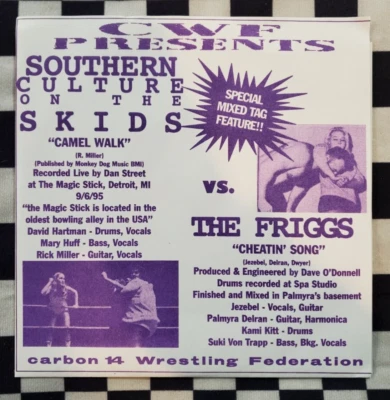 CWF
PRESENTS
SOUTHERN
CULTURE
ON THE
SKIDS
SPECIAL
MIXED TAG
FEATURE!!
"CAMEL WALK"
(R. Miller)
(Published by Monkey Dog Music BMI)
Recorded Live by Dan Street
at The Magic Stick, Detroit, MI
9/6/95
"the Magic Stick is located in the
oldest bowling alley in the USA"
David Hartman - Drums, Vocals
Mary Huff - Bass, Vocals
Rick Miller - Guitar, Vocals
vs.
THE FRIGGS
"CHEATIN' SONG"
(Jezebel, Delran, Dwyer)
Produced & Engineered by Dave O'Donnell
Drums recorded at Spa Studio
Finished and Mixed in Palmyra's basement
Jezebel - Vocals, Guitar
Palmyra Delran - Guitar, Harmonica
Kami Kitt - Drums
Suki Von Trapp - Bass, Bkg. Vocals
carbon 14 Wrestling Federation